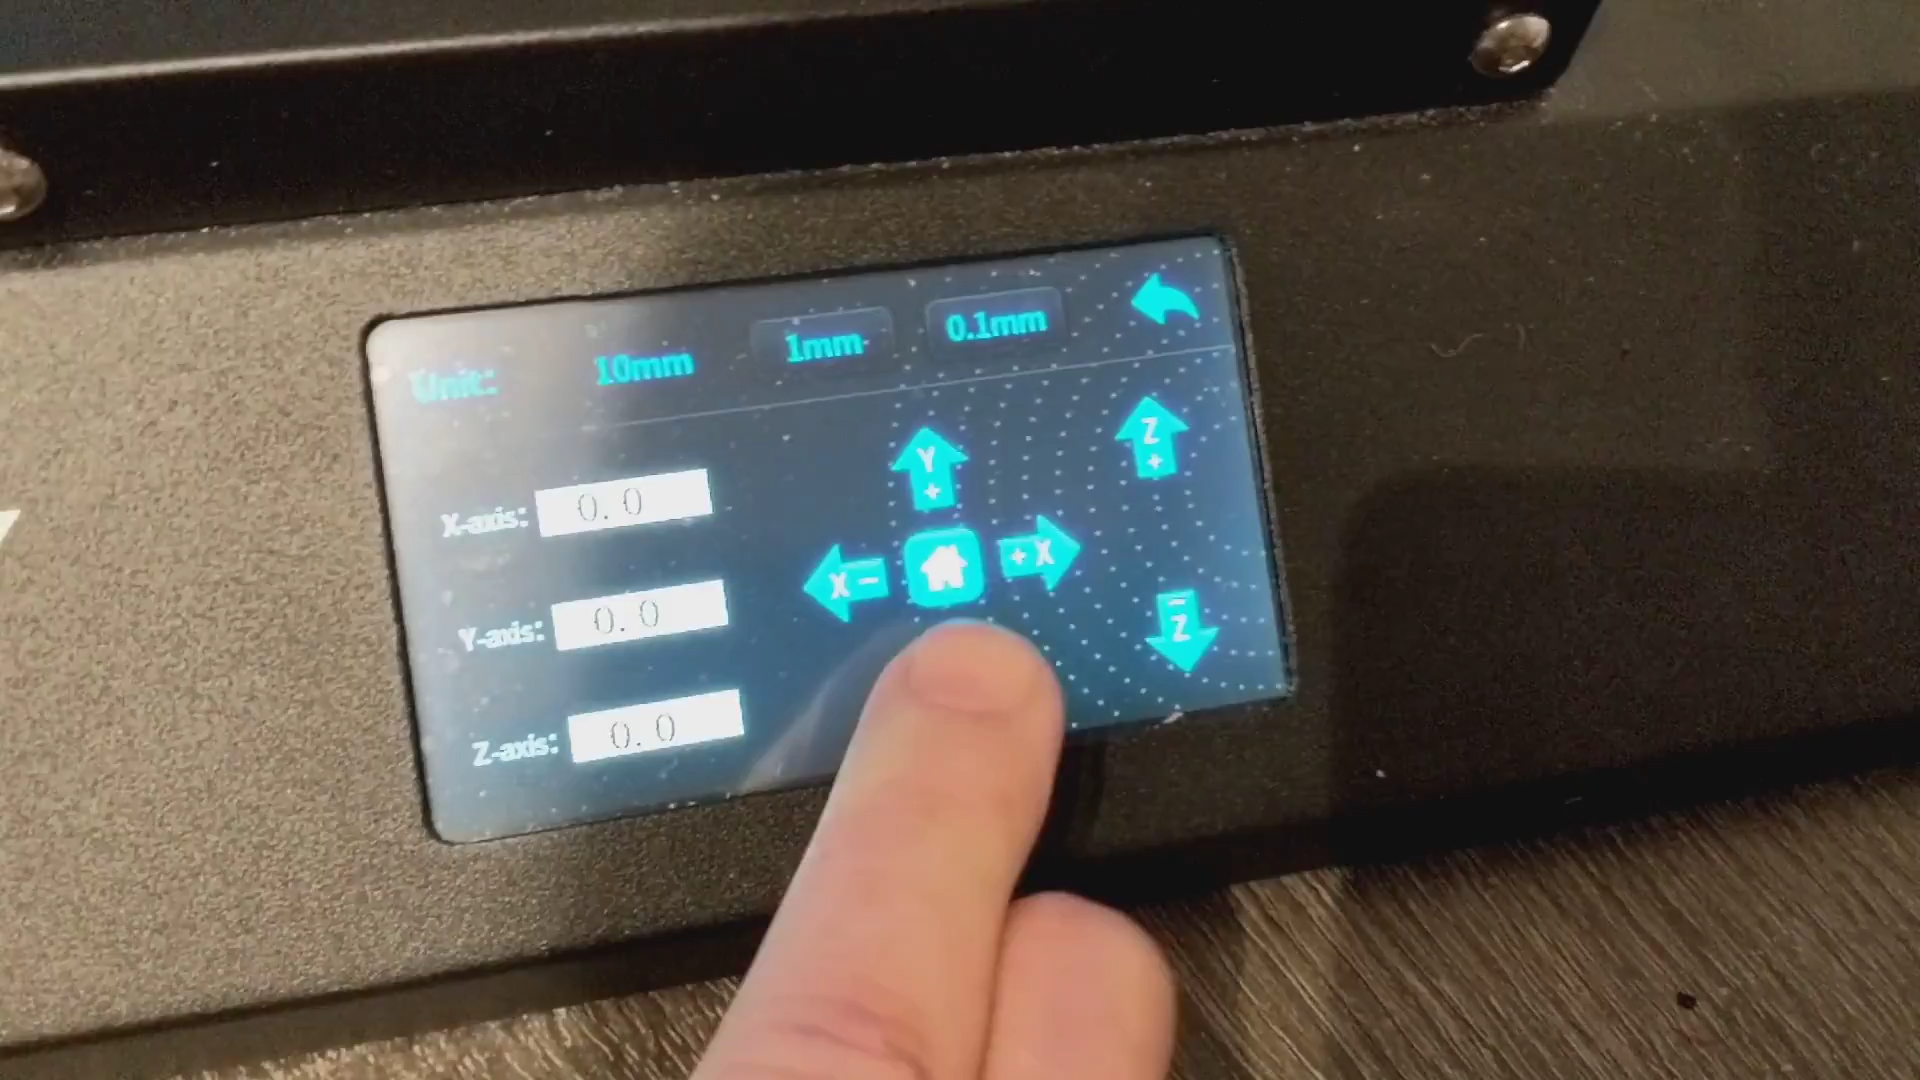 Unit: 10mm 1mm 0.1mm
X-axis: 0.0
Y-axis: 0.0
Z-axis: 0.0
Y +
X -
+ X
Z +
- Z